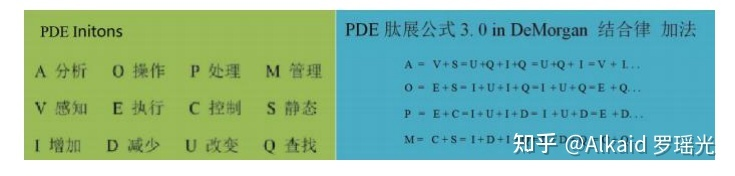 PDE Initons
A 分析 O 操作 P 处理 M 管理
V 感知 E 执行 C 控制 S 静态
I 增加 D 减少 U 改变 Q 查找
PDE 肽展公式 3.0 in DeMorgan 结合律 加法
A = V+S=U+Q+I+Q =U+Q+ I =V + I...
O = E+S= I+U+I+Q=I +U+Q=E +Q...
P = E+C=I+U+I+D= I +U+D=E +D...
M= C+S= I+D+I
知乎 @Alkaid 罗瑶光